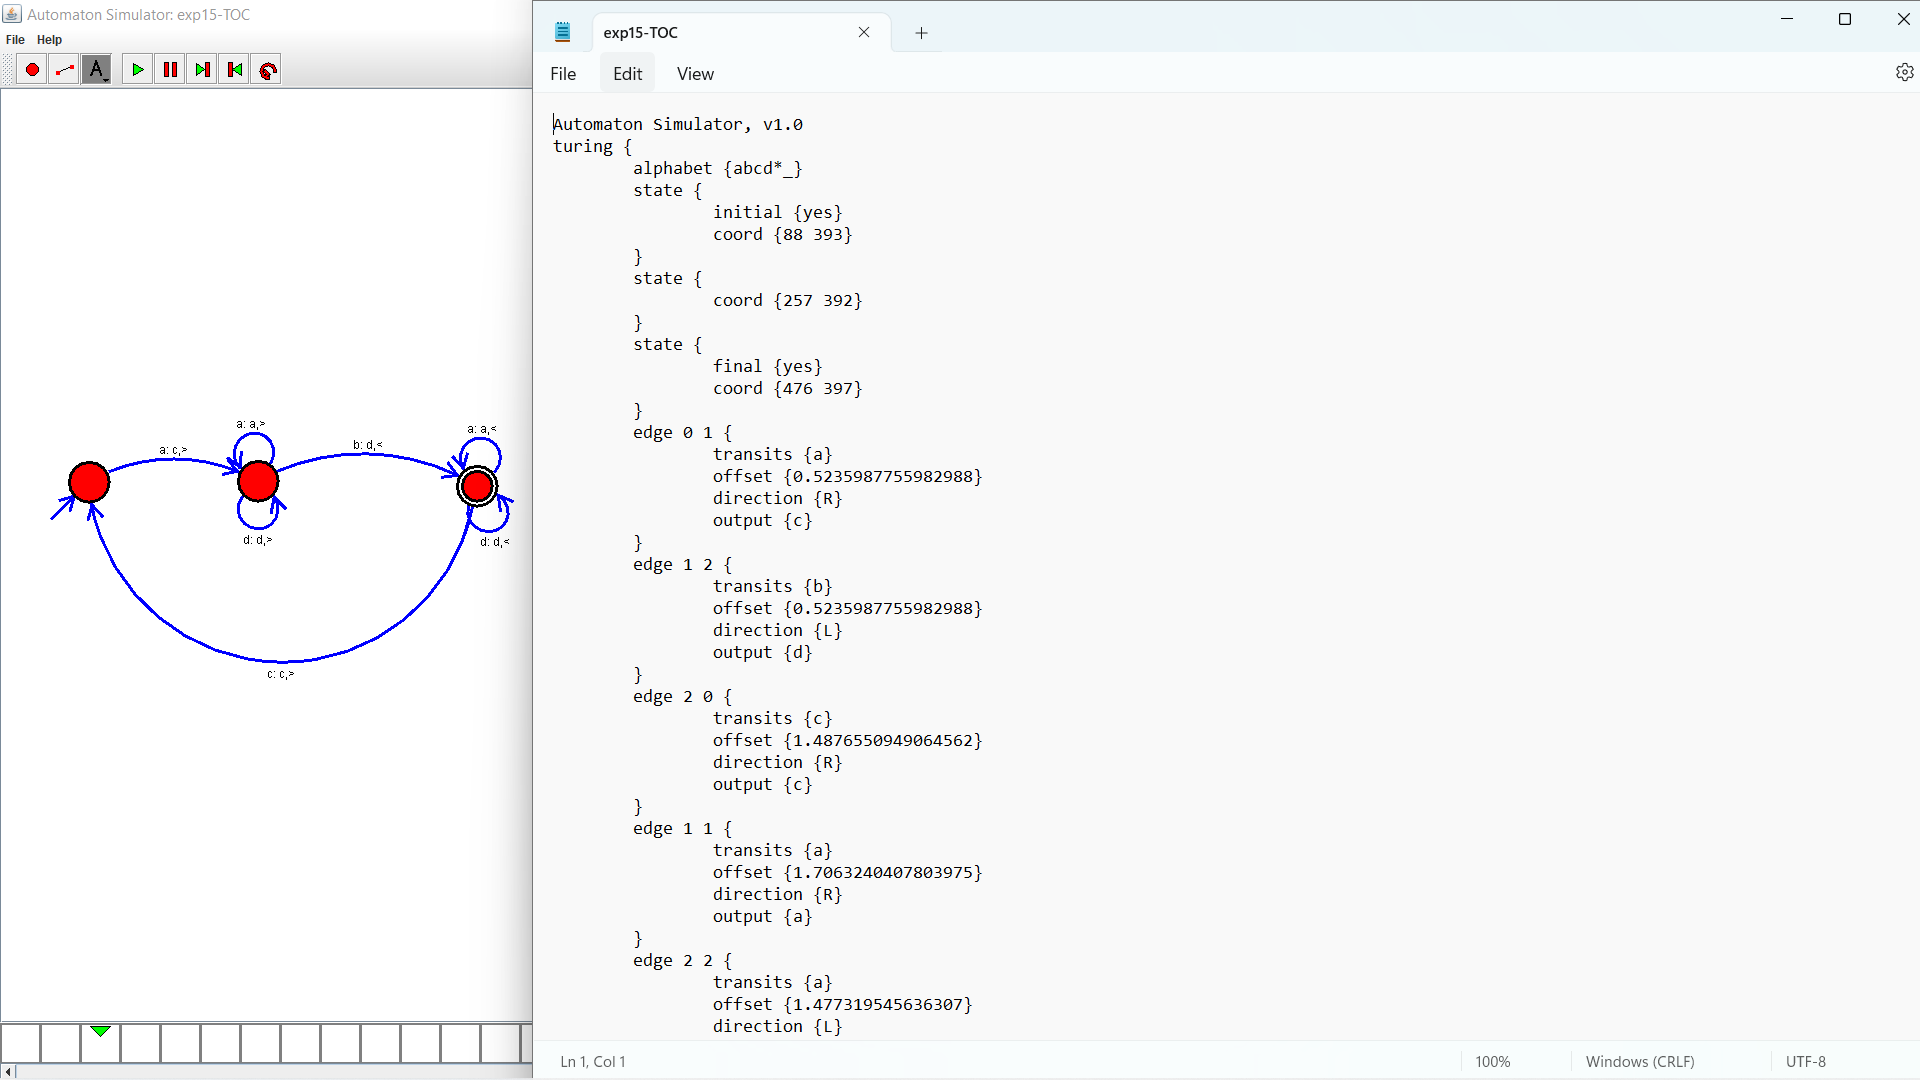 Automaton Simulator: exp15-TOC
File Help
A
a: a,>
a: c,>
b: d,<
a: a,<
d: d,>
d: d,<
c: c,>
exp15-TOC
File Edit View
Automaton Simulator, v1.0
turing {
alphabet {abcd*_}
state {
initial {yes}
coord {88 393}
}
state {
coord {257 392}
}
state {
final {yes}
coord {476 397}
}
edge 0 1 {
transits {a}
offset {0.5235987755982988}
direction {R}
output {c}
}
edge 1 2 {
transits {b}
offset {0.5235987755982988}
direction {L}
output {d}
}
edge 2 0 {
transits {c}
offset {1.4876550949064562}
direction {R}
output {c}
}
edge 1 1 {
transits {a}
offset {1.7063240407803975}
direction {R}
output {a}
}
edge 2 2 {
transits {a}
offset {1.477319545636307}
direction {L}
Ln 1, Col 1
100%
Windows (CRLF)
UTF-8